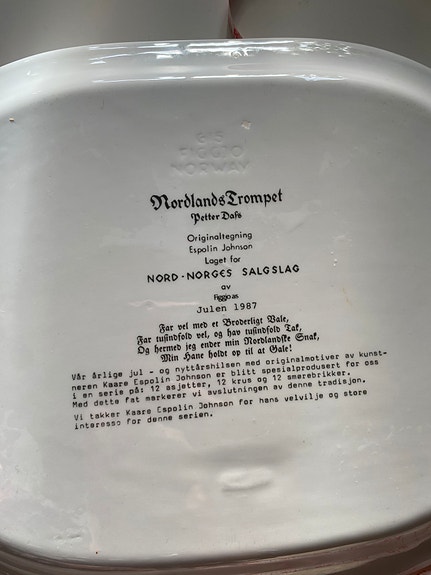 615
FIGGJO
NORWAY
NordlandsTrompet
Petter Dass
Originaltegning
Espolin Johnson
Laget for
NORD-NORGES SALGSLAG
av
Figgjo as
Julen 1987
Far vel med et Broderligt Vale,
Far tusindfold vel, og hav tusindfold Tak,
Og hermed jeg ender min Nordlandske Snak,
Min Hane holdt op til at Gale!
Vår årlige jul - og nyttårshilsen med originalmotiver av kunst-
neren Kaare Espolin Johnson er blitt spesialprodusert for oss
i en serie på: 12 asjetter, 12 krus og 12 smørebrikker.
Med dette fat markerer vi avslutningen av denne tradisjon.
Vi takker Kaare Espolin Johnson for hans velvilje og store
interesse for denne serien.